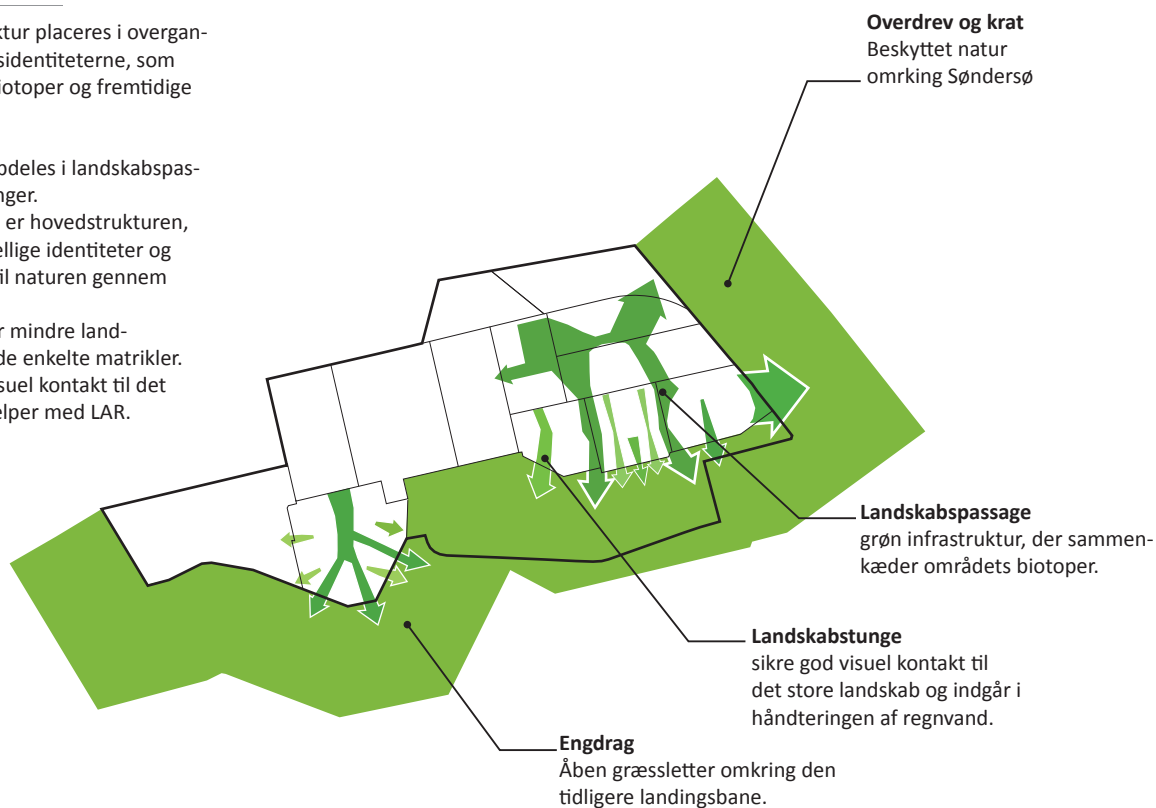 ktur placeres i overgan-
sidentiteterne, som
iotoper og fremtidige
pdeles i landskabspas-
nger.
er hovedstrukturen,
ellige identiteter og
til naturen gennem
r mindre land-
de enkelte matrikler.
suel kontakt til det
ælper med LAR.
Overdrev og krat
Beskyttet natur
omrking Søndersø
Landskabspassage
grøn infrastruktur, der sammen-
kæder områdets biotoper.
Landskabstunge
sikre god visuel kontakt til
det store landskab og indgår i
håndteringen af regnvand.
Engdrag
Åben græssletter omkring den
tidligere landingsbane.